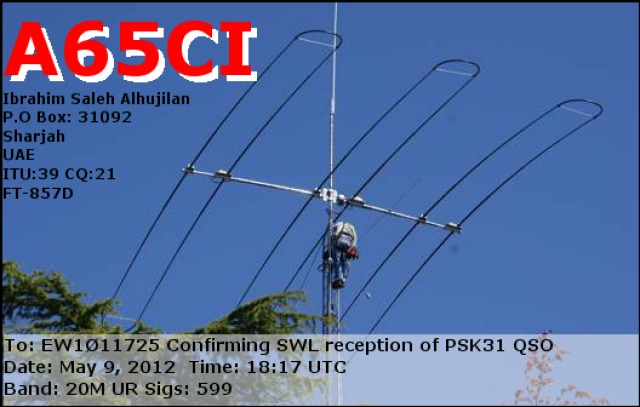 A65CI
Ibrahim Saleh Alhujilan
P.O Box: 31092
Sharjah
UAE
ITU:39 CQ:21
FT-857D
To: EW1Ø11725 Confirming SWL reception of PSK31 QSO
Date: May 9, 2012 Time: 18:17 UTC
Band: 20M UR Sigs: 599